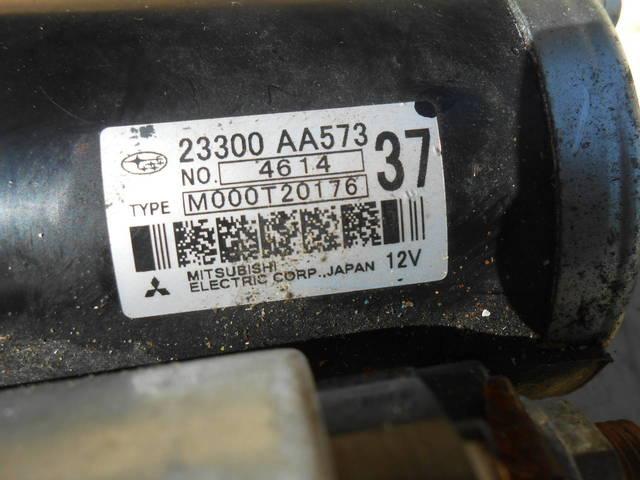 23300 AA573
NO. 4614 37
TYPE M000T20176
MITSUBISHI
ELECTRIC CORP., JAPAN 12V